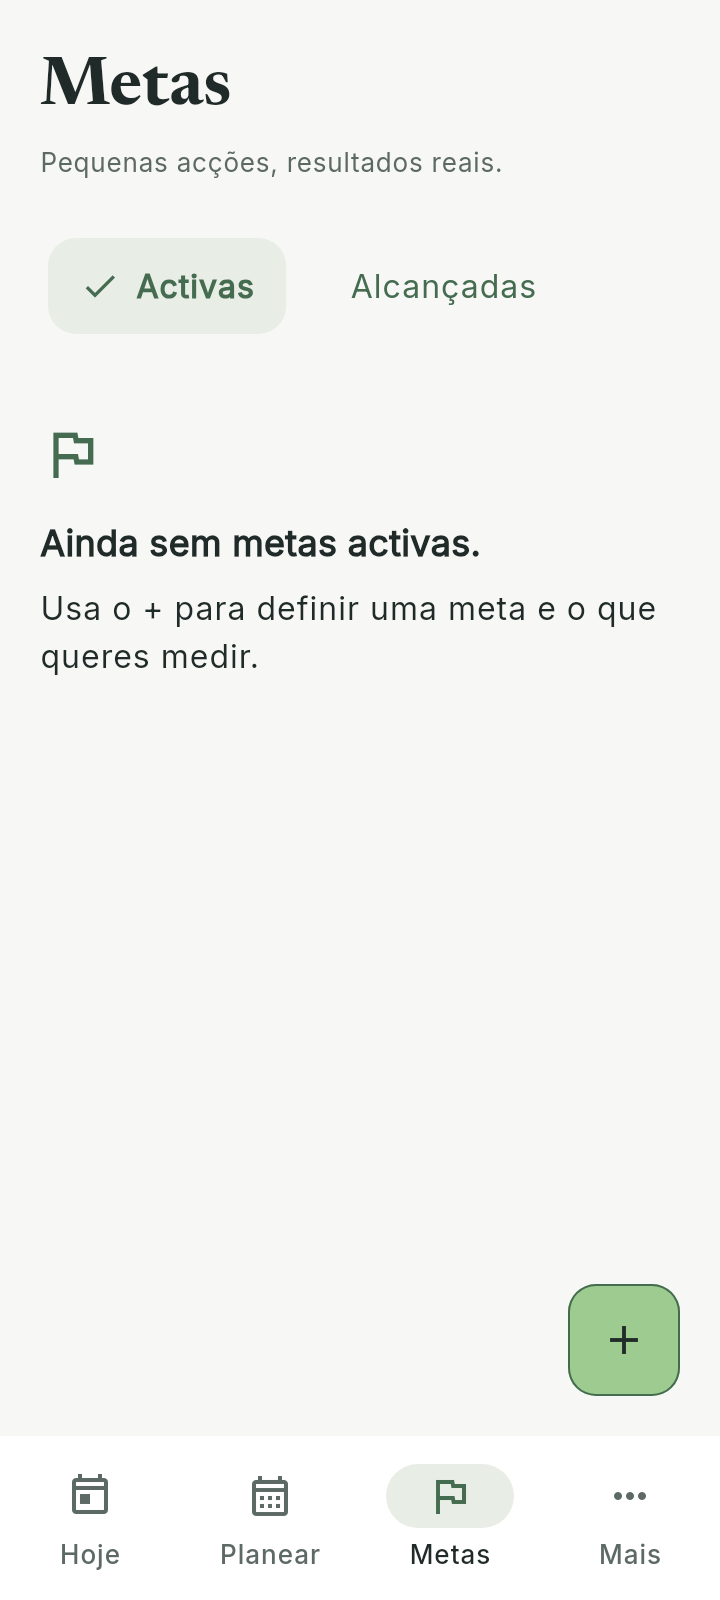 Metas
Pequenas acções, resultados reais.
Activas
Alcançadas
Ainda sem metas activas.
Usa o + para definir uma meta e o que
queres medir.
Hoje
Planear
Metas
Mais